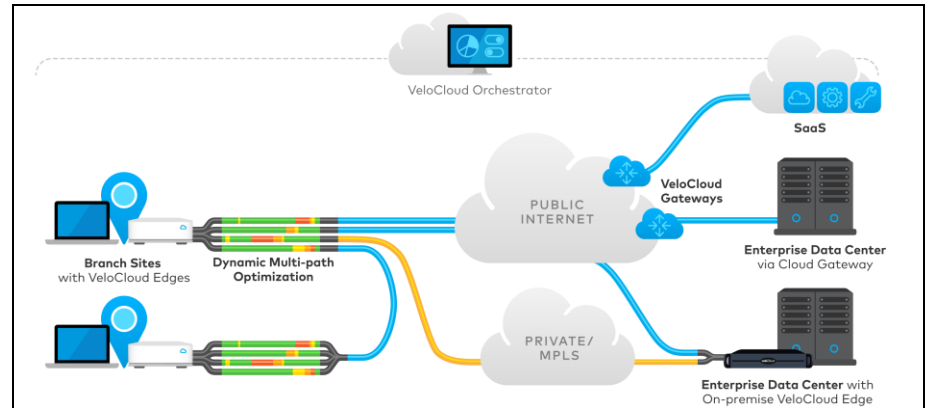 VeloCloud Orchestrator
SaaS
PUBLIC
INTERNET
VeloCloud
Gateways
Branch Sites
with VeloCloud Edges
Dynamic Multi-path
Optimization
Enterprise Data Center
via Cloud Gateway
PRIVATE/
MPLS
Enterprise Data Center with
On-premise VeloCloud Edge